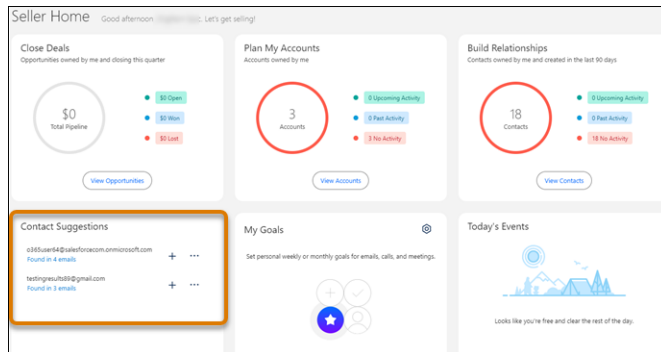 Seller Home
Good afternoon Let's get selling!
Close Deals
Opportunities owned by me and closing this quarter
$0
Total Pipeline
$0 Open
$0 Won
$0 Lost
View Opportunities
Plan My Accounts
Accounts owned by me
3
Accounts
0 Upcoming Activity
0 Past Activity
3 No Activity
View Accounts
Build Relationships
Contacts owned by me and created in the last 90 days
18
Contacts
0 Upcoming Activity
0 Past Activity
18 No Activity
View Contacts
Contact Suggestions
o365user64@salesforcecom.onmicrosoft.com
Found in 4 emails
testingresults89@gmail.com
Found in 3 emails
My Goals
Set personal weekly or monthly goals for emails, calls, and meetings.
Today's Events
Looks like you're free and clear the rest of the day.